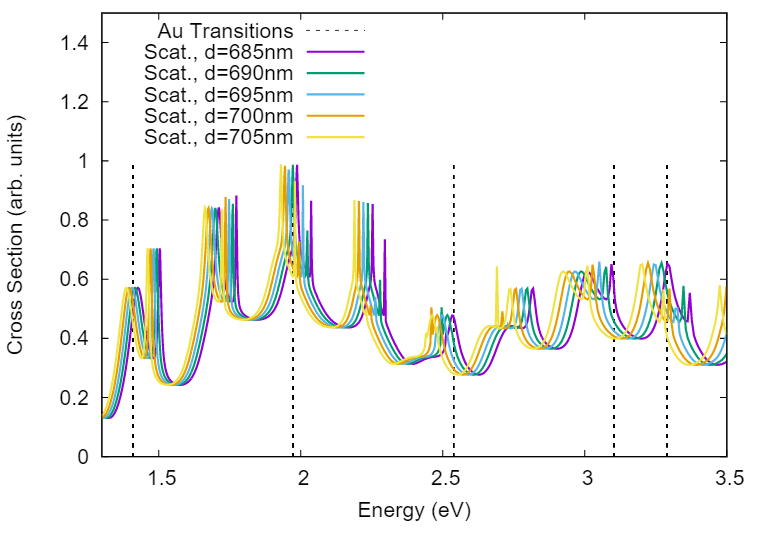 Au Transitions
Scat., d=685nm
Scat., d=690nm
Scat., d=695nm
Scat., d=700nm
Scat., d=705nm
1.4
1.2
1
0.8
0.6
0.4
0.2
0
Cross Section (arb. units)
1.5 2 2.5 3 3.5
Energy (eV)